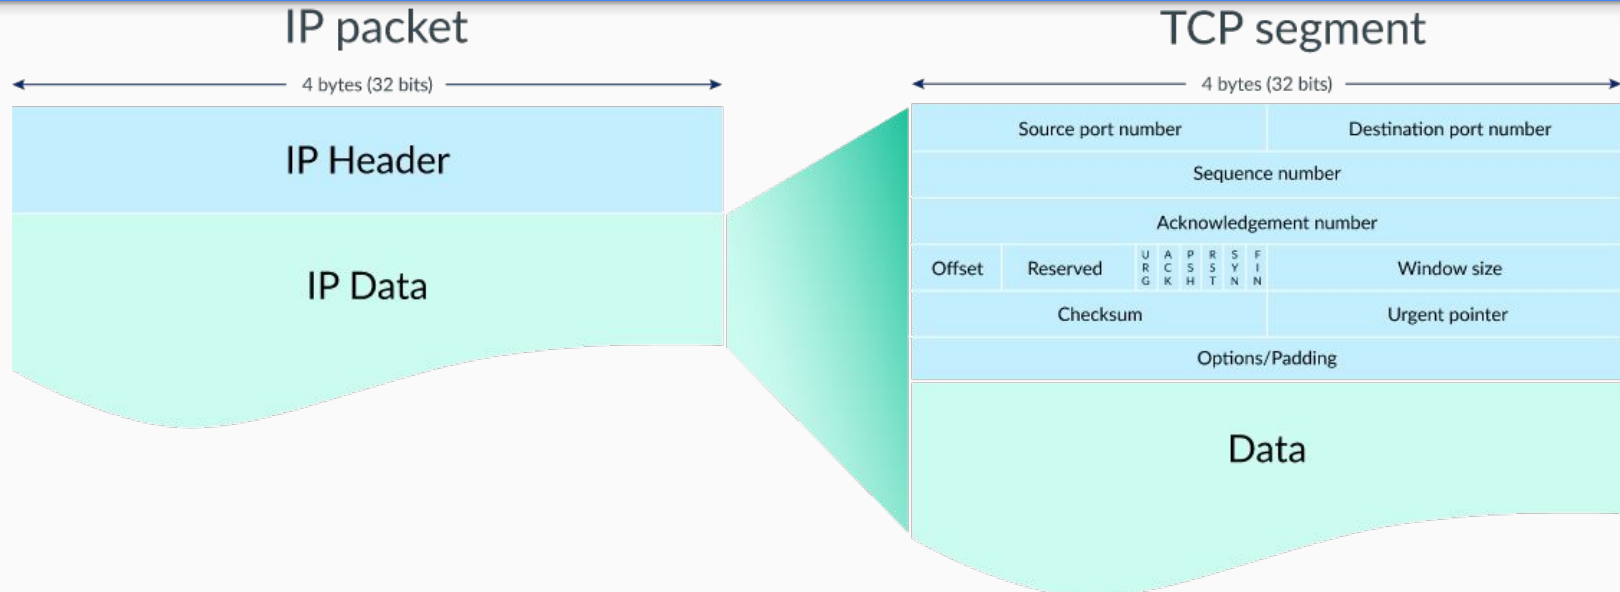 IP packet
4 bytes (32 bits)
IP Header
IP Data
TCP segment
4 bytes (32 bits)
Source port number Destination port number
Sequence number
Acknowledgement number
Offset Reserved URG ACK PSH RST SYN FIN Window size
Checksum Urgent pointer
Options/Padding
Data